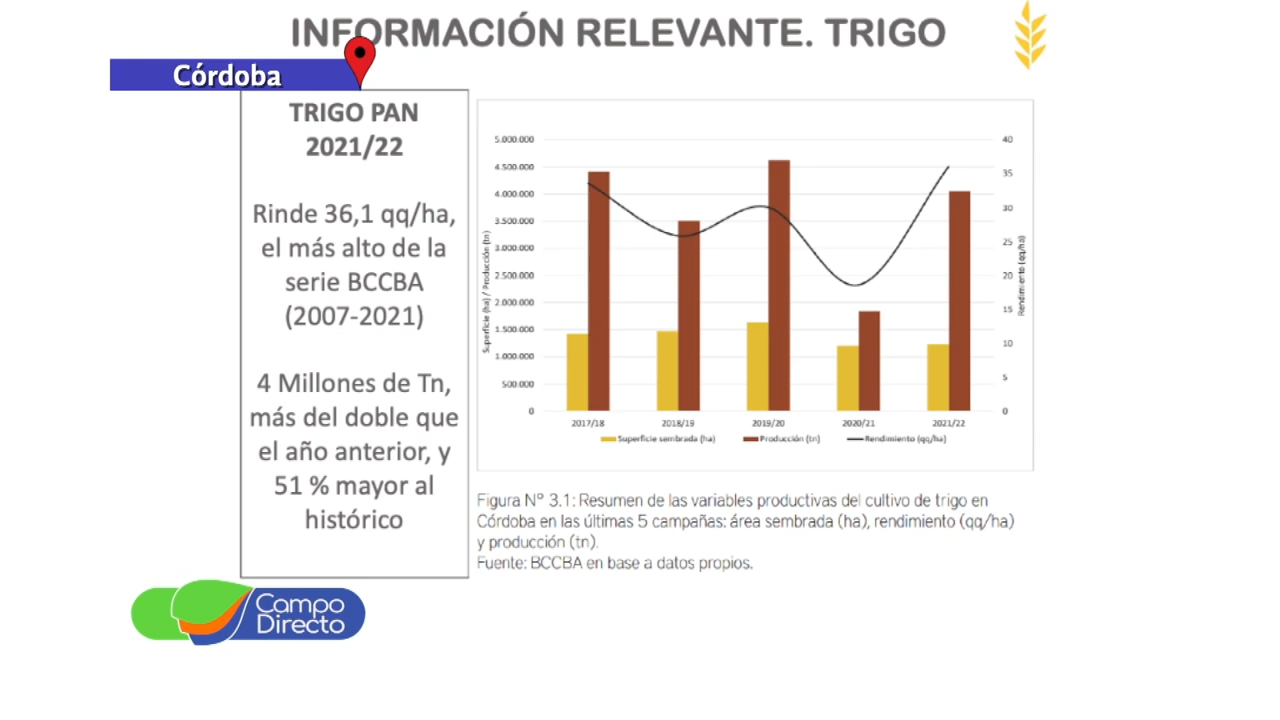 INFORMACIÓN RELEVANTE. TRIGO
Córdoba
TRIGO PAN
2021/22
Rinde 36,1 qq/ha,
el más alto de la
serie BCCBA
(2007-2021)
4 Millones de Tn,
más del doble que
el año anterior, y
51 % mayor al
histórico
Superficie (ha) / Producción (tn)
5.000.000
4.500.000
4.000.000
3.500.000
3.000.000
2.500.000
2.000.000
1.500.000
1.000.000
500.000
0
40
35
30
25
20
15
10
5
0
Rendimiento (qq/ha)
2017/18 2018/19 2019/20 2020/21 2021/22
Superficie sembrada (ha) Producción (tn) Rendimiento (qq/ha)
Figura N° 3.1: Resumen de las variables productivas del cultivo de trigo en
Córdoba en las últimas 5 campañas: área sembrada (ha), rendimiento (qq/ha)
y producción (tn).
Fuente: BCCBA en base a datos propios.
Campo
Directo